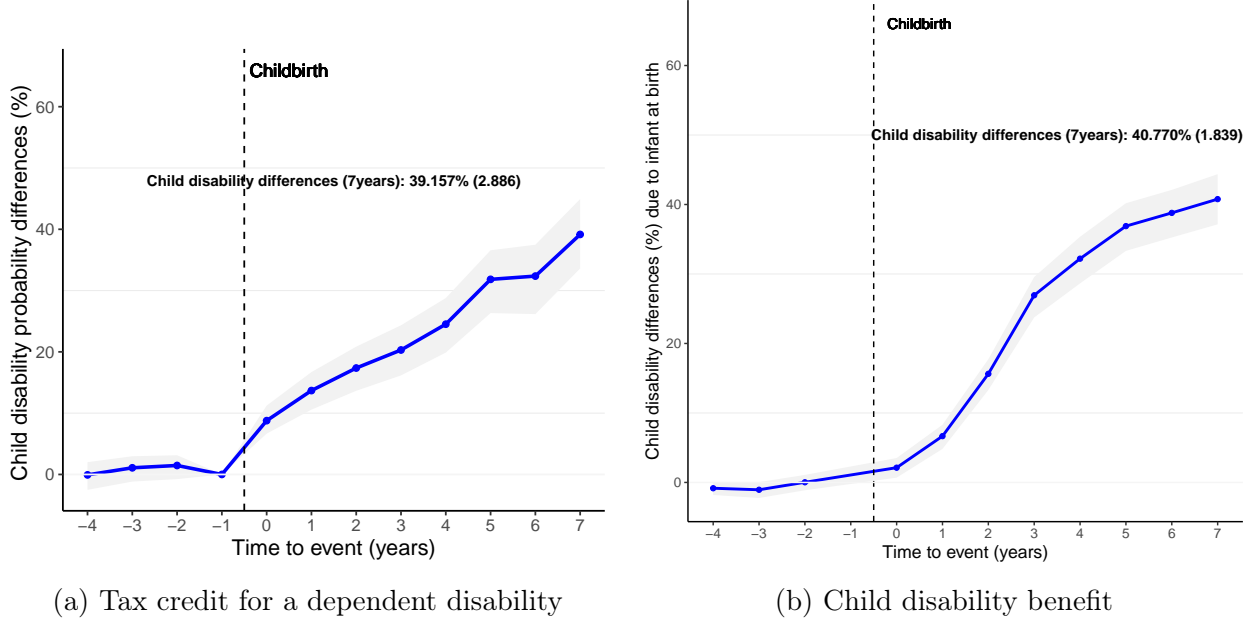 Child disability probability differences (%)
60
40
20
0
Childbirth
Child disability differences (7years): 39.157% (2.886)
−4 −3 −2 −1 0 1 2 3 4 5 6 7
Time to event (years)
(a) Tax credit for a dependent disability
Child disability differences (%) due to infant at birth
60
40
20
0
Childbirth
Child disability differences (7years): 40.770% (1.839)
−4 −3 −2 −1 0 1 2 3 4 5 6 7
Time to event (years)
(b) Child disability benefit